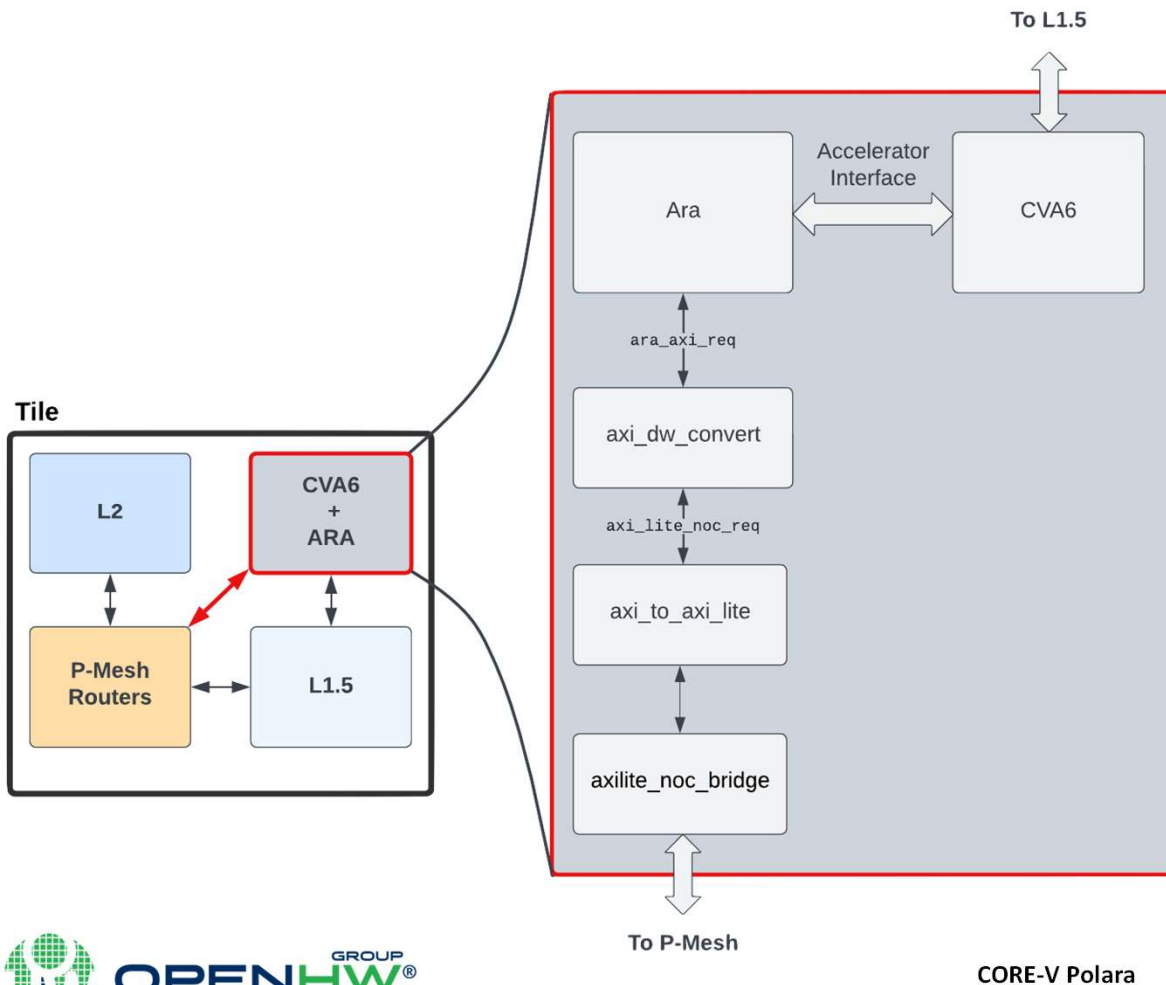 To L1.5
Ara
Accelerator
Interface
CVA6
ara_axi_req
axi_dw_convert
axi_lite_noc_req
axi_to_axi_lite
axilite_noc_bridge
To P-Mesh
Tile
L2
CVA6
+
ARA
P-Mesh
Routers
L1.5
GROUP
OPENHW®
CORE-V Polara